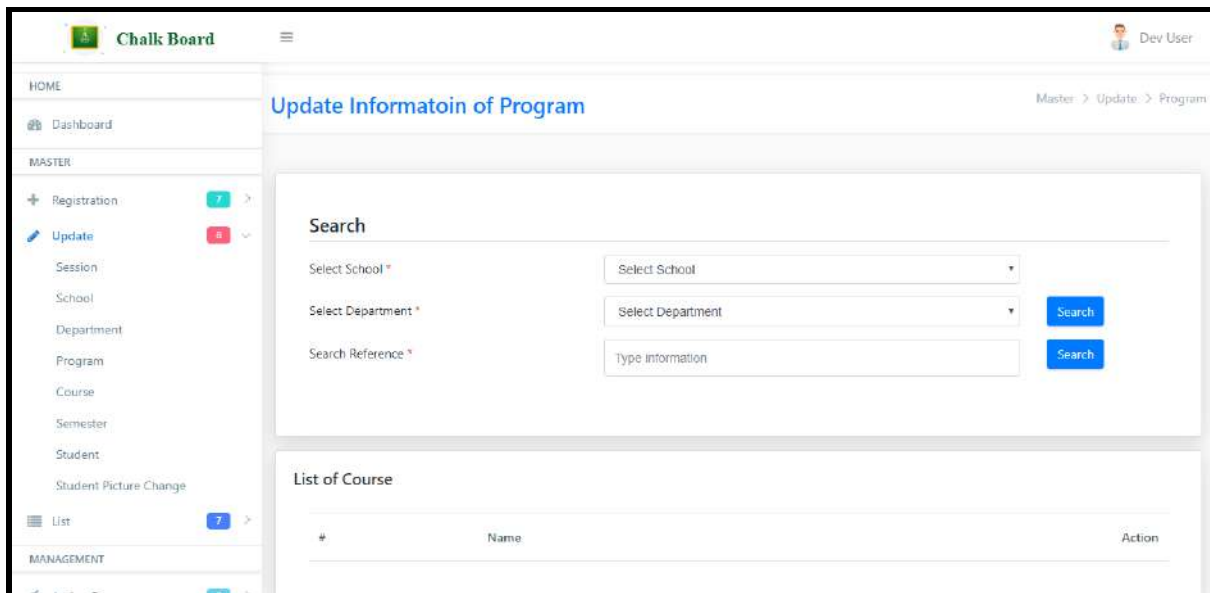 Chalk Board
Dev User
HOME
Dashboard
MASTER
Registration 7
Update 8
Session
School
Department
Program
Course
Semester
Student
Student Picture Change
List 7
MANAGEMENT
Update Informatoin of Program
Master > Update > Program
Search
Select School * Select School
Select Department * Select Department Search
Search Reference * Type Information Search
List of Course
# Name Action